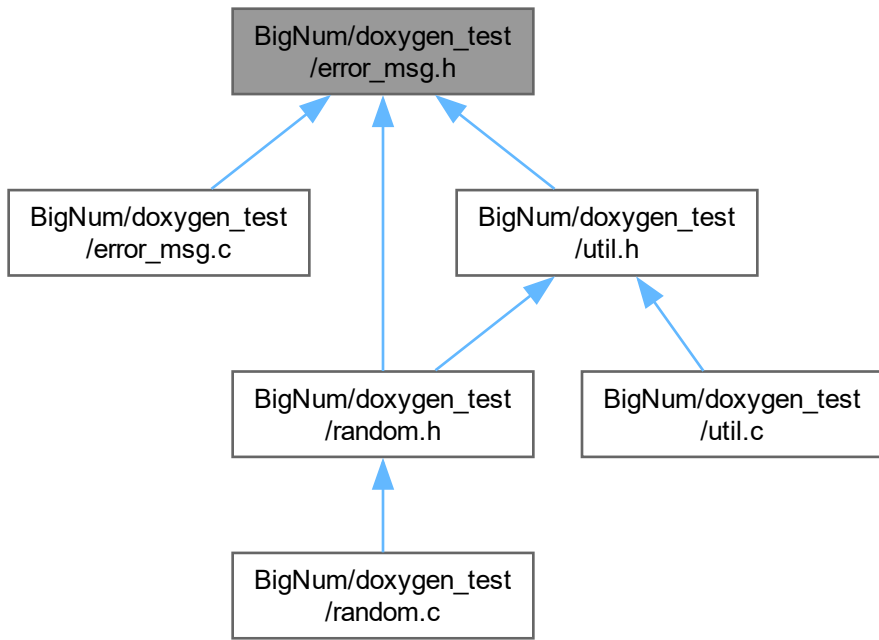 BigNum/doxygen_test
/error_msg.h
BigNum/doxygen_test
/error_msg.c
BigNum/doxygen_test
/util.h
BigNum/doxygen_test
/random.h
BigNum/doxygen_test
/util.c
BigNum/doxygen_test
/random.c